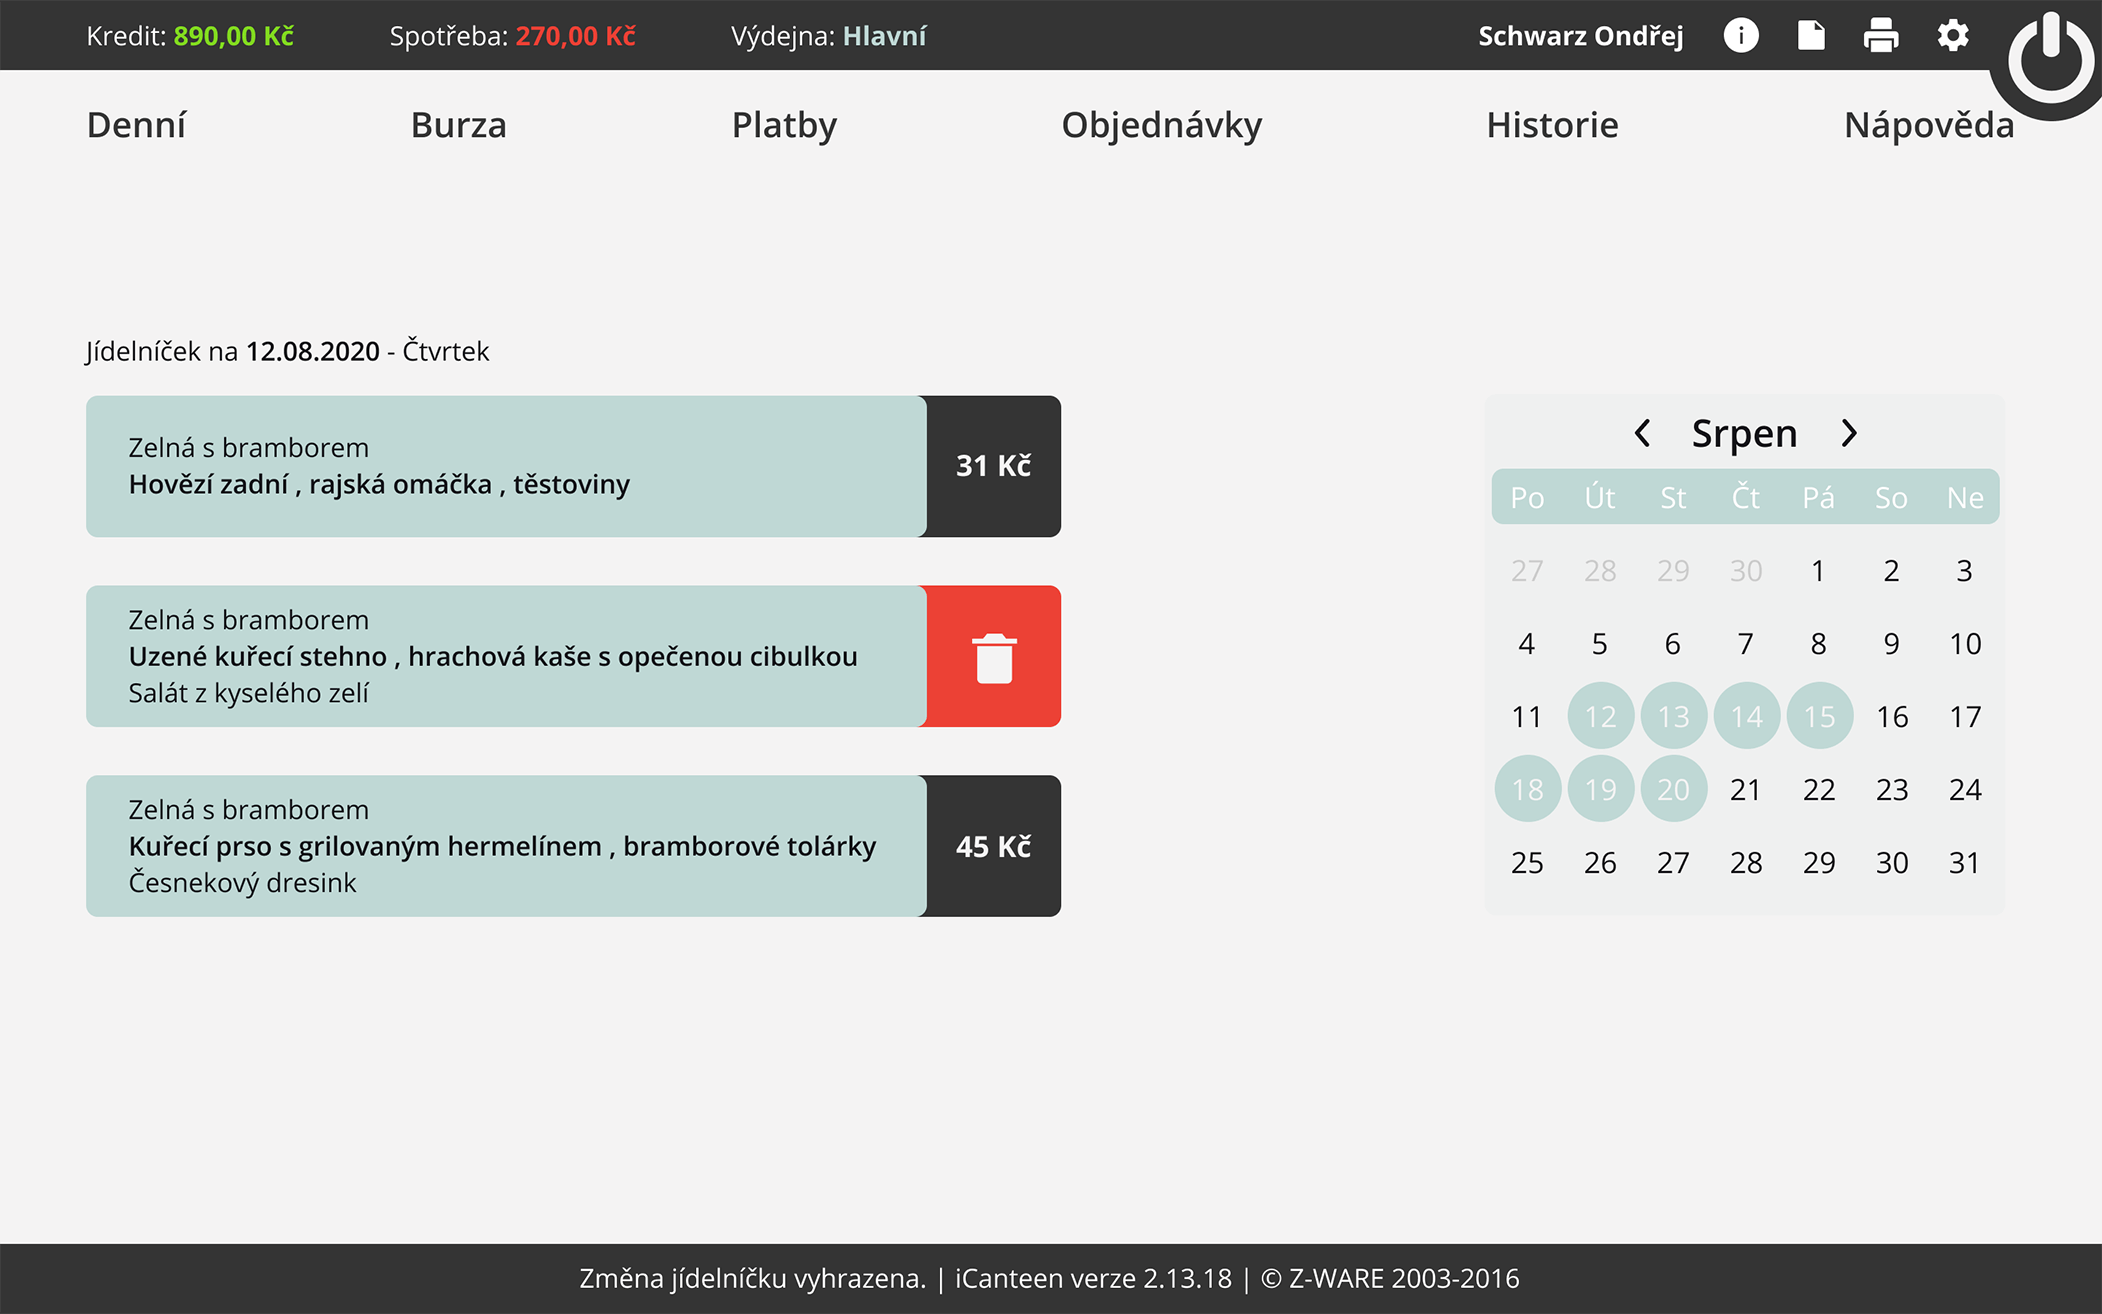 Kredit: 890,00 Kč Spotřeba: 270,00 Kč Výdejna: Hlavní Schwarz Ondřej
Denní Burza Platby Objednávky Historie Nápověda
Jídelníček na 12.08.2020 - Čtvrtek
Zelná s bramborem
Hovězí zadní , rajská omáčka , těstoviny
31 Kč
Zelná s bramborem
Uzené kuřecí stehno , hrachová kaše s opečenou cibulkou
Salát z kyselého zelí
Zelná s bramborem
Kuřecí prso s grilovaným hermelínem , bramborové tolárky
Česnekový dresink
45 Kč
Srpen
Po Út St Čt Pá So Ne
27 28 29 30 1 2 3
4 5 6 7 8 9 10
11 12 13 14 15 16 17
18 19 20 21 22 23 24
25 26 27 28 29 30 31
Změna jídelníčku vyhrazena. | iCanteen verze 2.13.18 | © Z-WARE 2003-2016